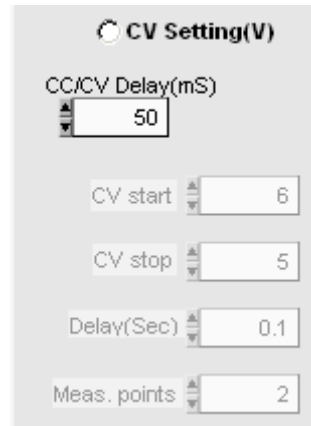 CV Setting(V)
CC/CV Delay(mS)
50
CV start 6
CV stop 5
Delay(Sec) 0.1
Meas. points 2